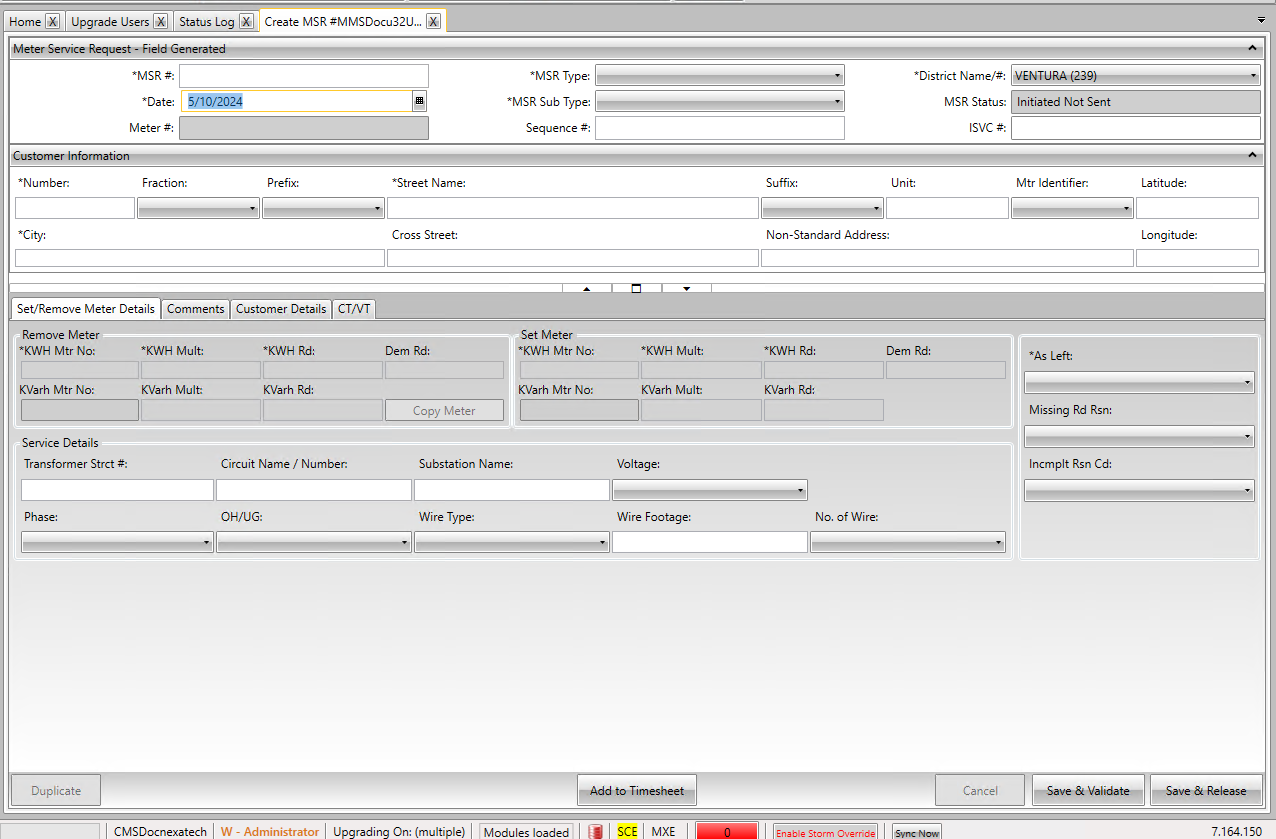 Home X Upgrade Users X Status Log X Create MSR #MMSDocu32U... X
Meter Service Request - Field Generated
*MSR #: *MSR Type: *District Name/#: VENTURA (239)
*Date: 5/10/2024 *MSR Sub Type: MSR Status: Initiated Not Sent
Meter #: Sequence #: ISVC #:
Customer Information
*Number: Fraction: Prefix: *Street Name: Suffix: Unit: Mtr Identifier: Latitude:
*City: Cross Street: Non-Standard Address: Longitude:
Set/Remove Meter Details Comments Customer Details CT/VT
Remove Meter
*KWH Mtr No: *KWH Mult: *KWH Rd: Dem Rd:
KVarh Mtr No: KVarh Mult: KVarh Rd:
Copy Meter
Set Meter
*KWH Mtr No: *KWH Mult: *KWH Rd: Dem Rd:
KVarh Mtr No: KVarh Mult: KVarh Rd:
*As Left:
Missing Rd Rsn:
Incmplt Rsn Cd:
Service Details
Transformer Strct #: Circuit Name / Number: Substation Name: Voltage:
Phase: OH/UG: Wire Type: Wire Footage: No. of Wire:
Duplicate Add to Timesheet Cancel Save & Validate Save & Release
CMSDocnexatech W - Administrator Upgrading On: (multiple) Modules loaded SCE MXE 0 Enable Storm Override Sync Now 7.164.150